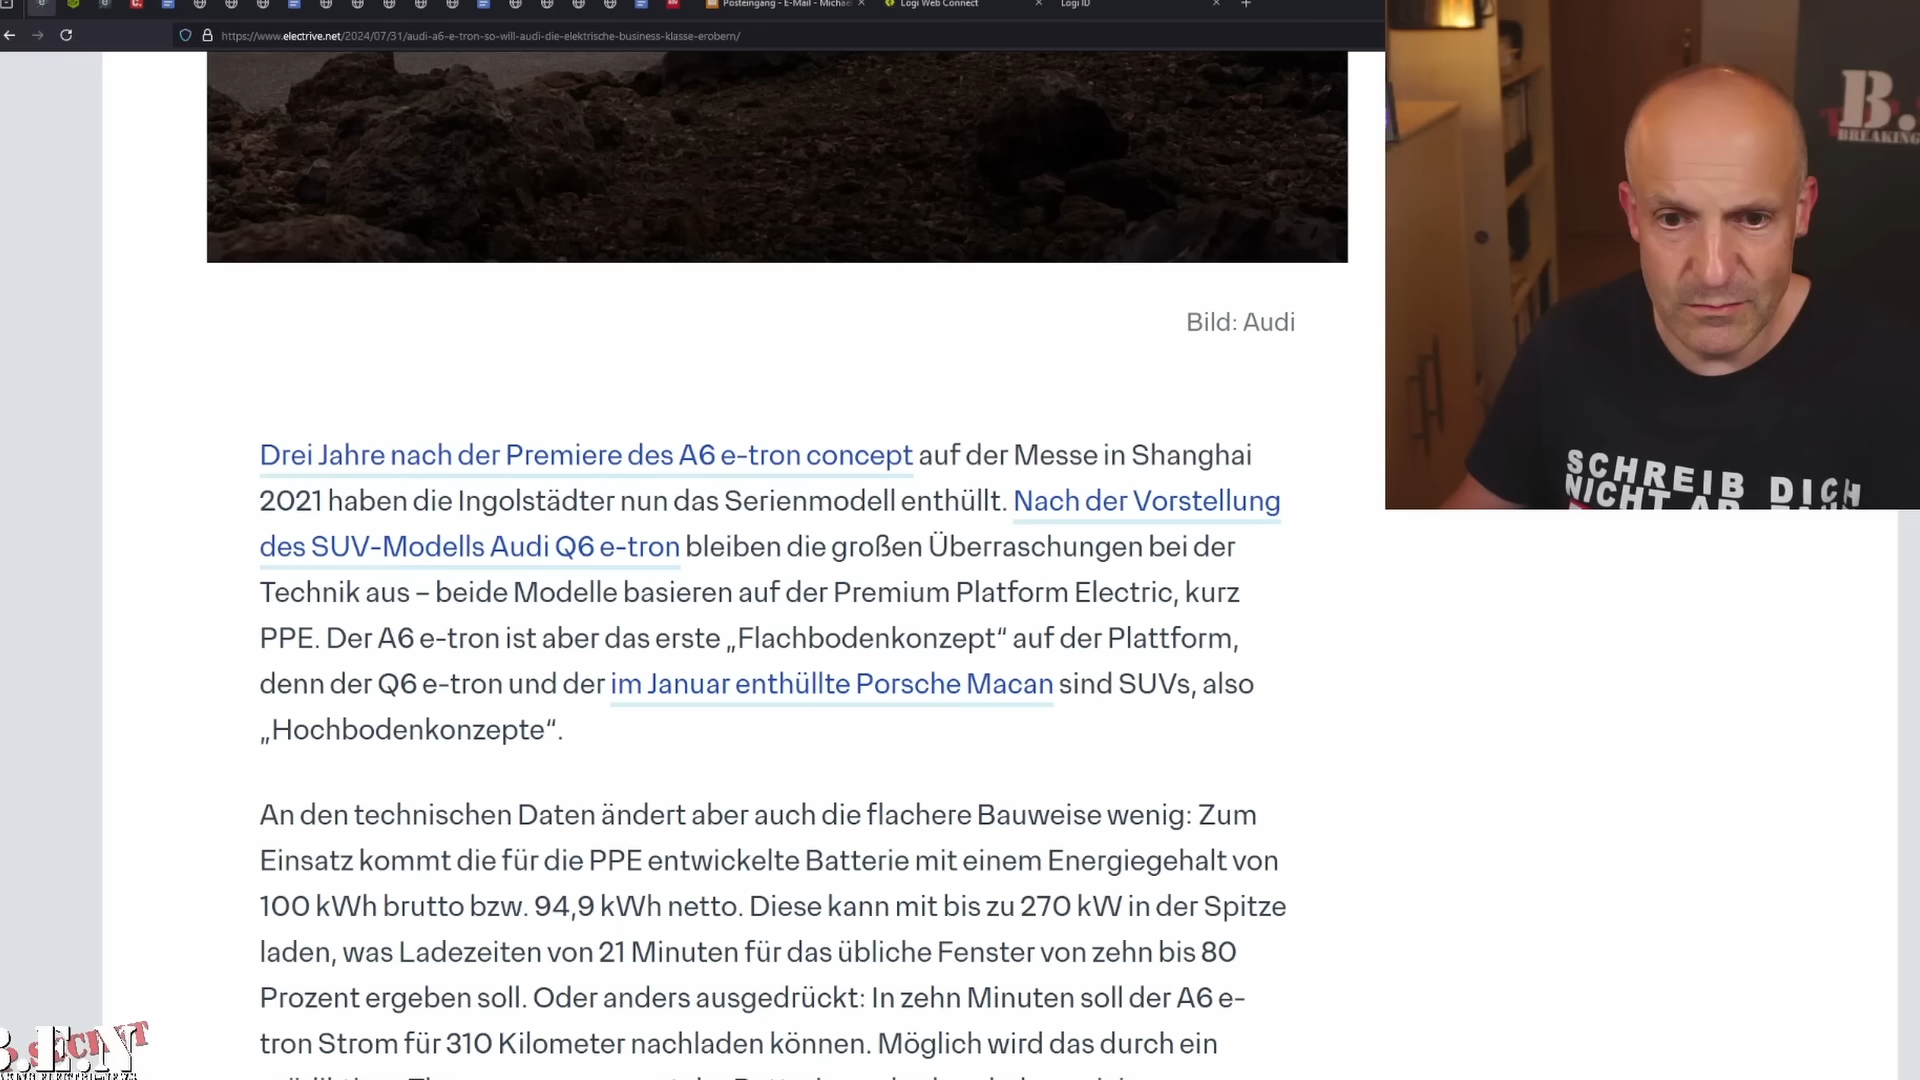 Posteingang - E-Mail - Michae
Logi Web Connect
Logi ID
https://www.electrive.net/2024/07/31/audi-a6-e-tron-so-will-audi-die-elektrische-business-klasse-erobern/
B.
BREAKING
Bild: Audi
SCHREIB DICH
NICHT AB
Drei Jahre nach der Premiere des A6 e-tron concept auf der Messe in Shanghai
2021 haben die Ingolstädter nun das Serienmodell enthüllt. Nach der Vorstellung
des SUV-Modells Audi Q6 e-tron bleiben die großen Überraschungen bei der
Technik aus – beide Modelle basieren auf der Premium Platform Electric, kurz
PPE. Der A6 e-tron ist aber das erste „Flachbodenkonzept“ auf der Plattform,
denn der Q6 e-tron und der im Januar enthüllte Porsche Macan sind SUVs, also
„Hochbodenkonzepte“.
An den technischen Daten ändert aber auch die flachere Bauweise wenig: Zum
Einsatz kommt die für die PPE entwickelte Batterie mit einem Energiegehalt von
100 kWh brutto bzw. 94,9 kWh netto. Diese kann mit bis zu 270 kW in der Spitze
laden, was Ladezeiten von 21 Minuten für das übliche Fenster von zehn bis 80
Prozent ergeben soll. Oder anders ausgedrückt: In zehn Minuten soll der A6 e-
tron Strom für 310 Kilometer nachladen können. Möglich wird das durch ein
B.E.N